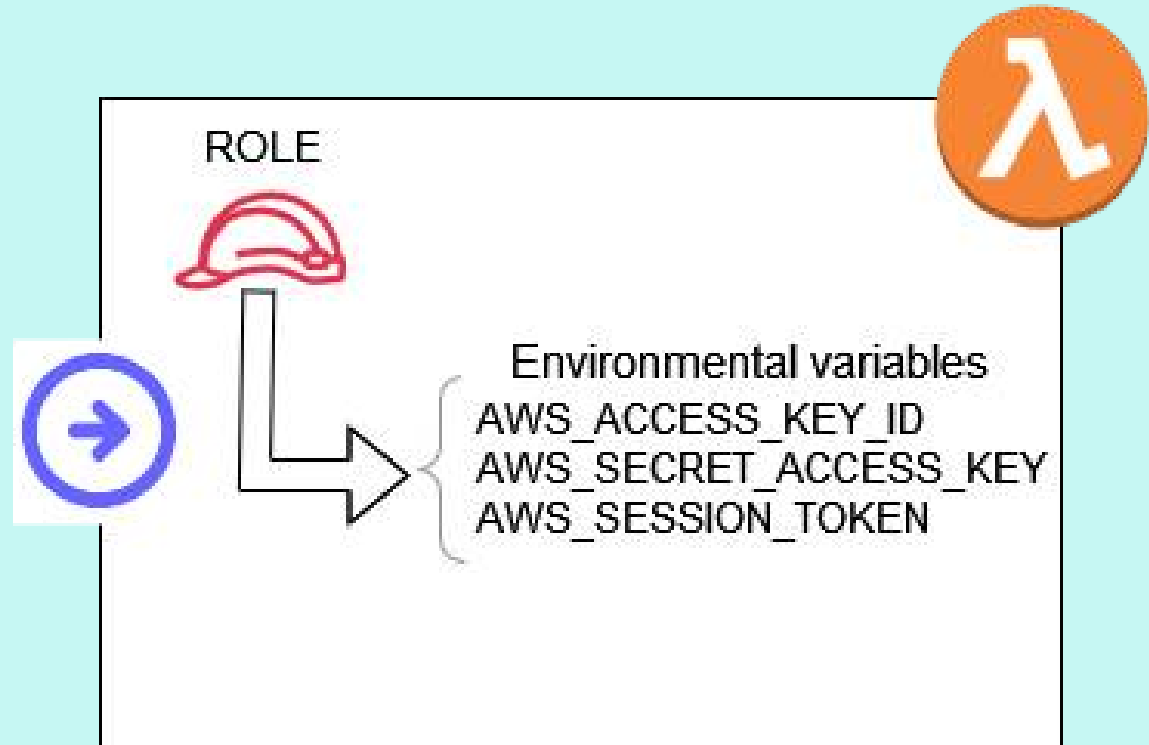 λ
ROLE
Environmental variables
AWS_ACCESS_KEY_ID
AWS_SECRET_ACCESS_KEY
AWS_SESSION_TOKEN